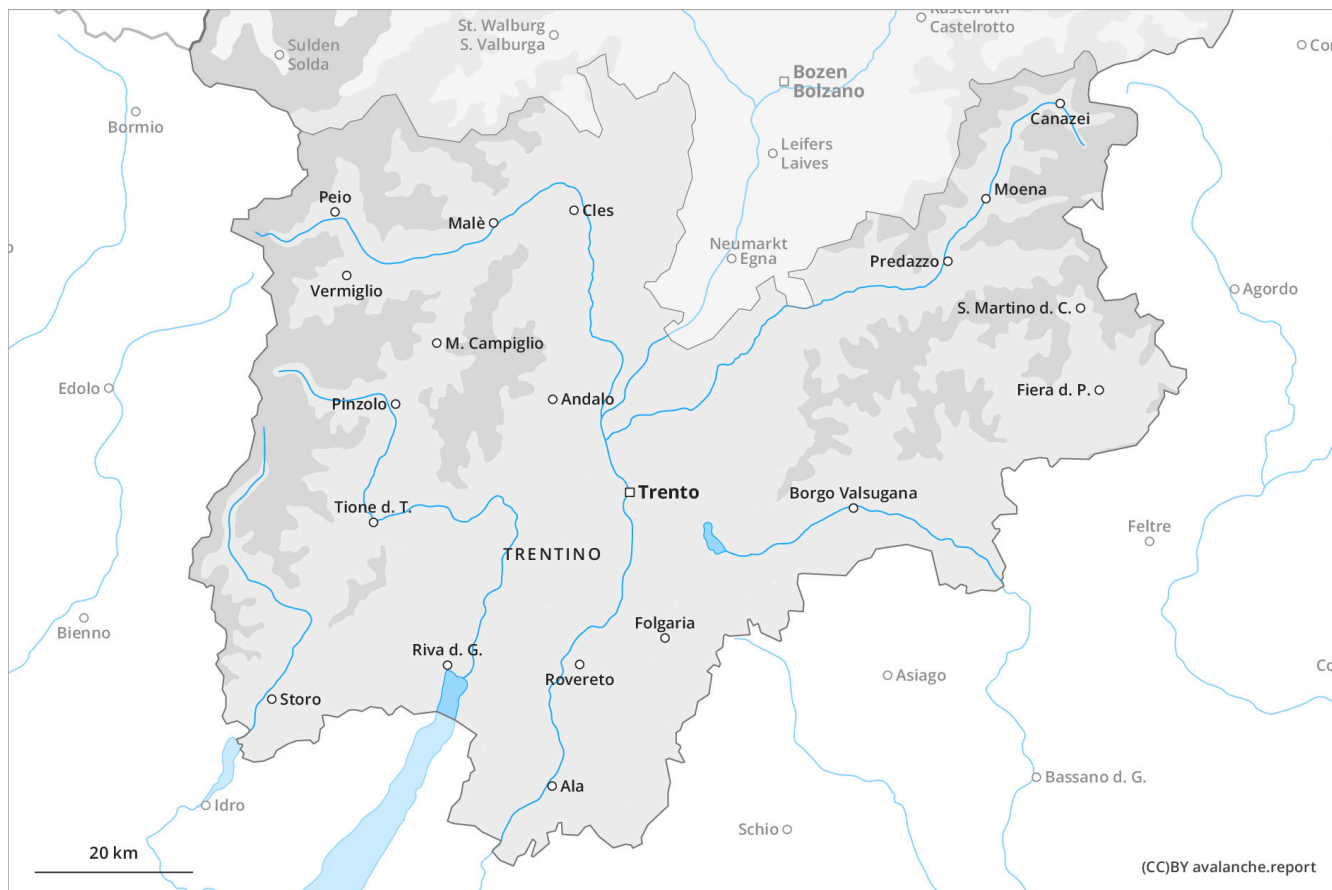 St. Walburg
S. Valburga
Kastelruth
Castelrotto
Sulden
Solda
Bozen
Bolzano
Bormio
Canazei
Leifers
Laives
Peio
Moena
Malè
Cles
Neumarkt
Egna
Predazzo
Vermiglio
Agordo
S. Martino d. C.
M. Campiglio
Edolo
Fiera d. P.
Pinzolo
Andalo
Trento
Borgo Valsugana
Tione d. T.
Feltre
TRENTINO
Bienno
Folgaria
Riva d. G.
Rovereto
Asiago
Storo
Bassano d. G.
Ala
Idro
Schio
20 km
(CC)BY avalanche.report